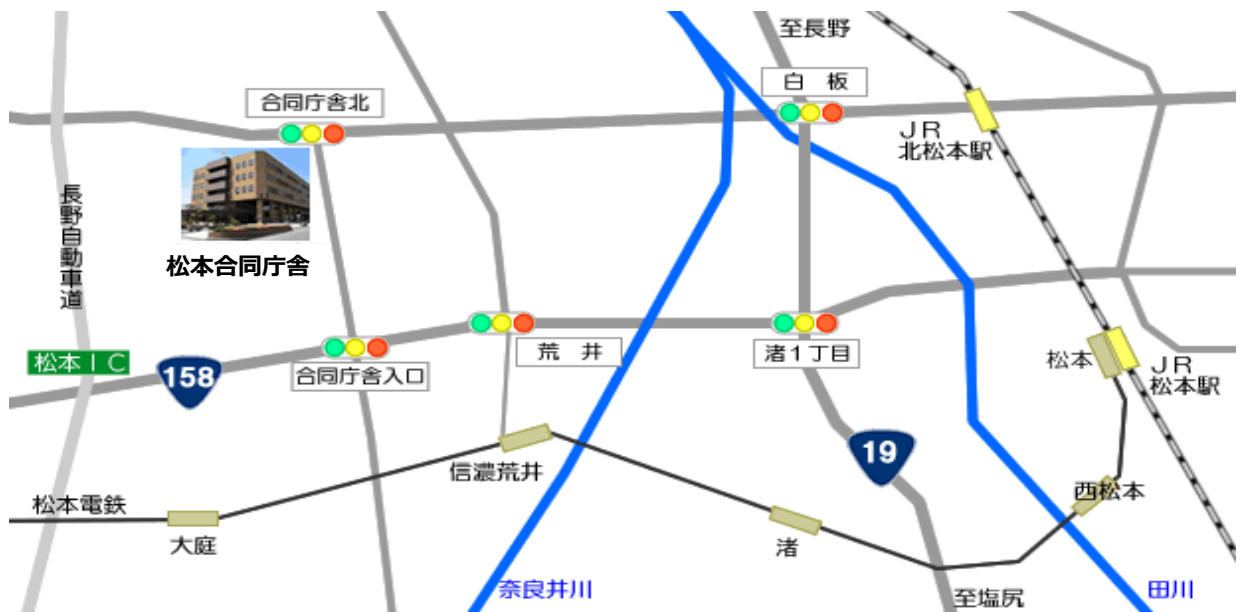 至長野
白 板
合同庁舎北
JR
北松本駅
長野自動車道
松本合同庁舎
松本IC
158
合同庁舎入口
荒 井
渚1丁目
松本
JR
松本駅
19
信濃荒井
松本電鉄
大庭
渚
西松本
奈良井川
至塩尻
田川